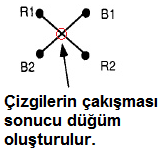 R1 B1
B2 R2
Çizgilerin çakışması
sonucu düğüm
oluşturulur.